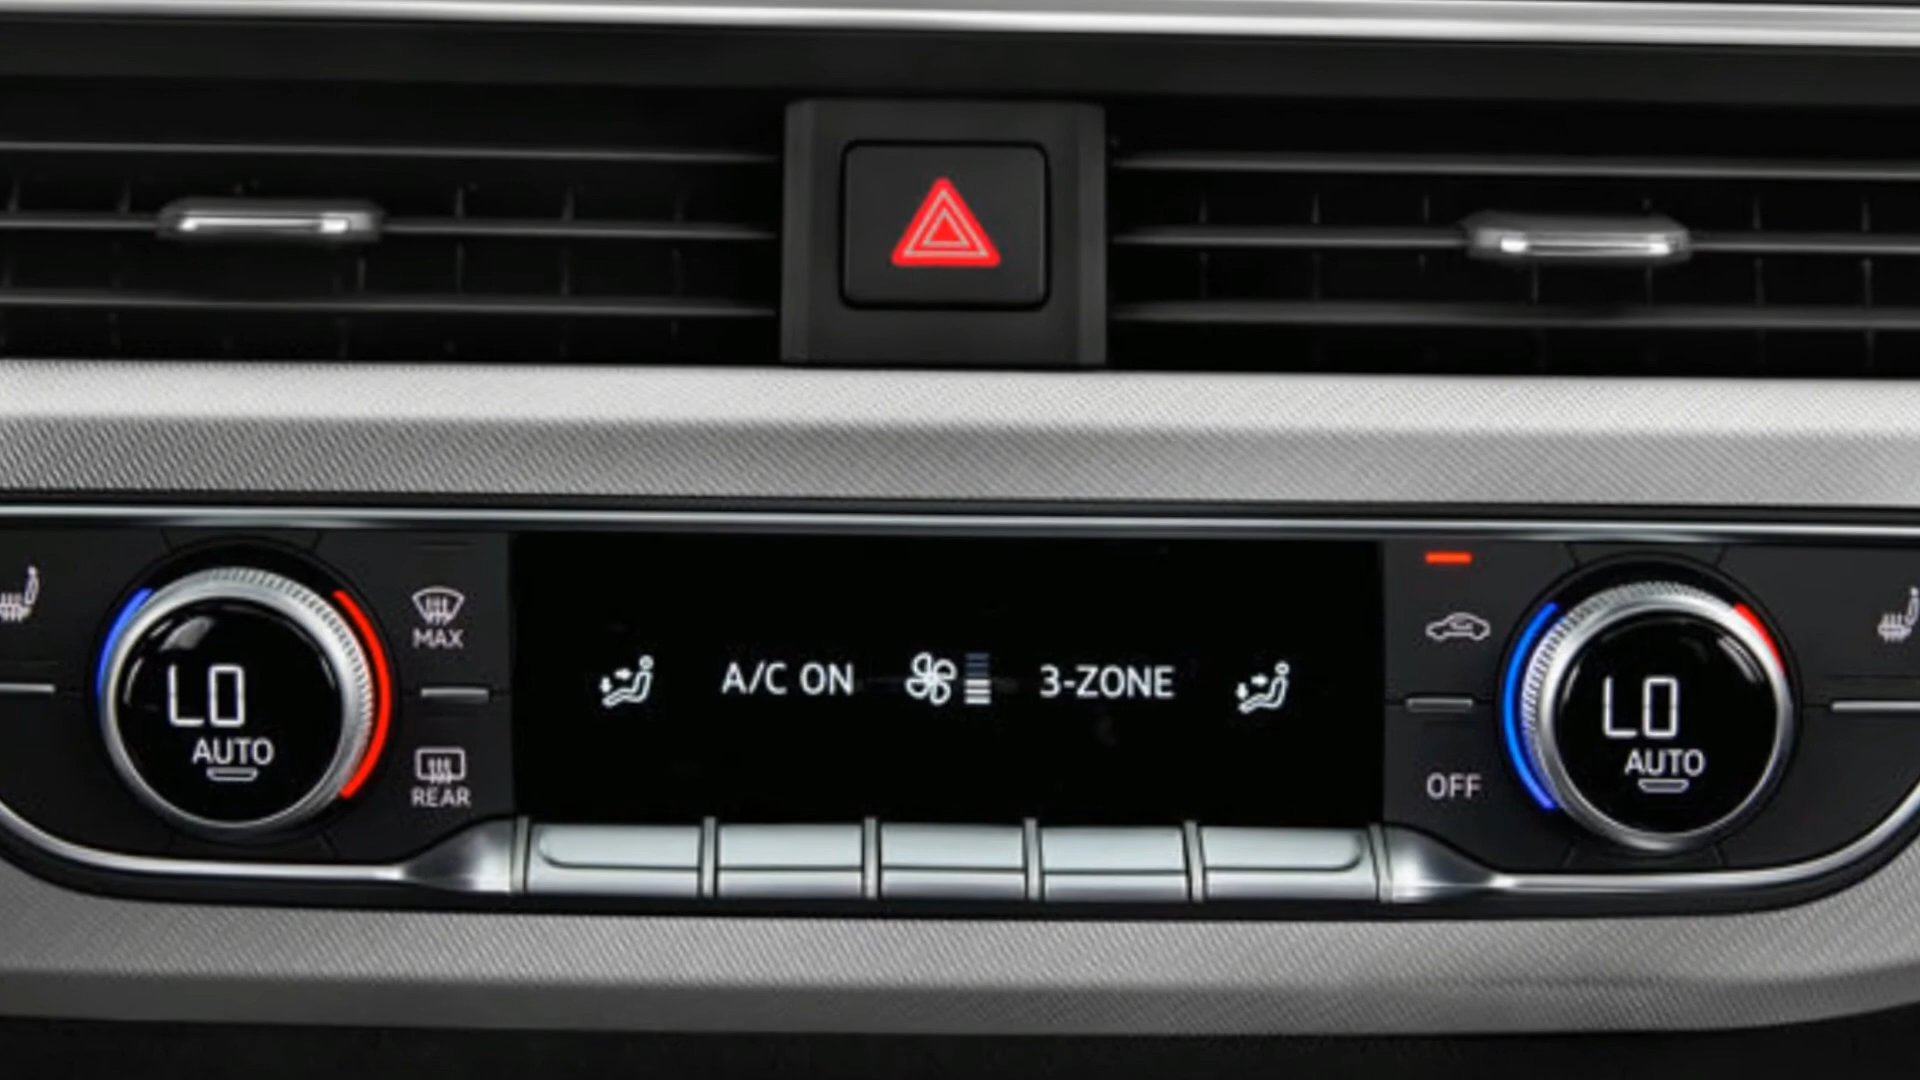 MAX
LO
AUTO
REAR
A/C ON
3-ZONE
OFF
LO
AUTO